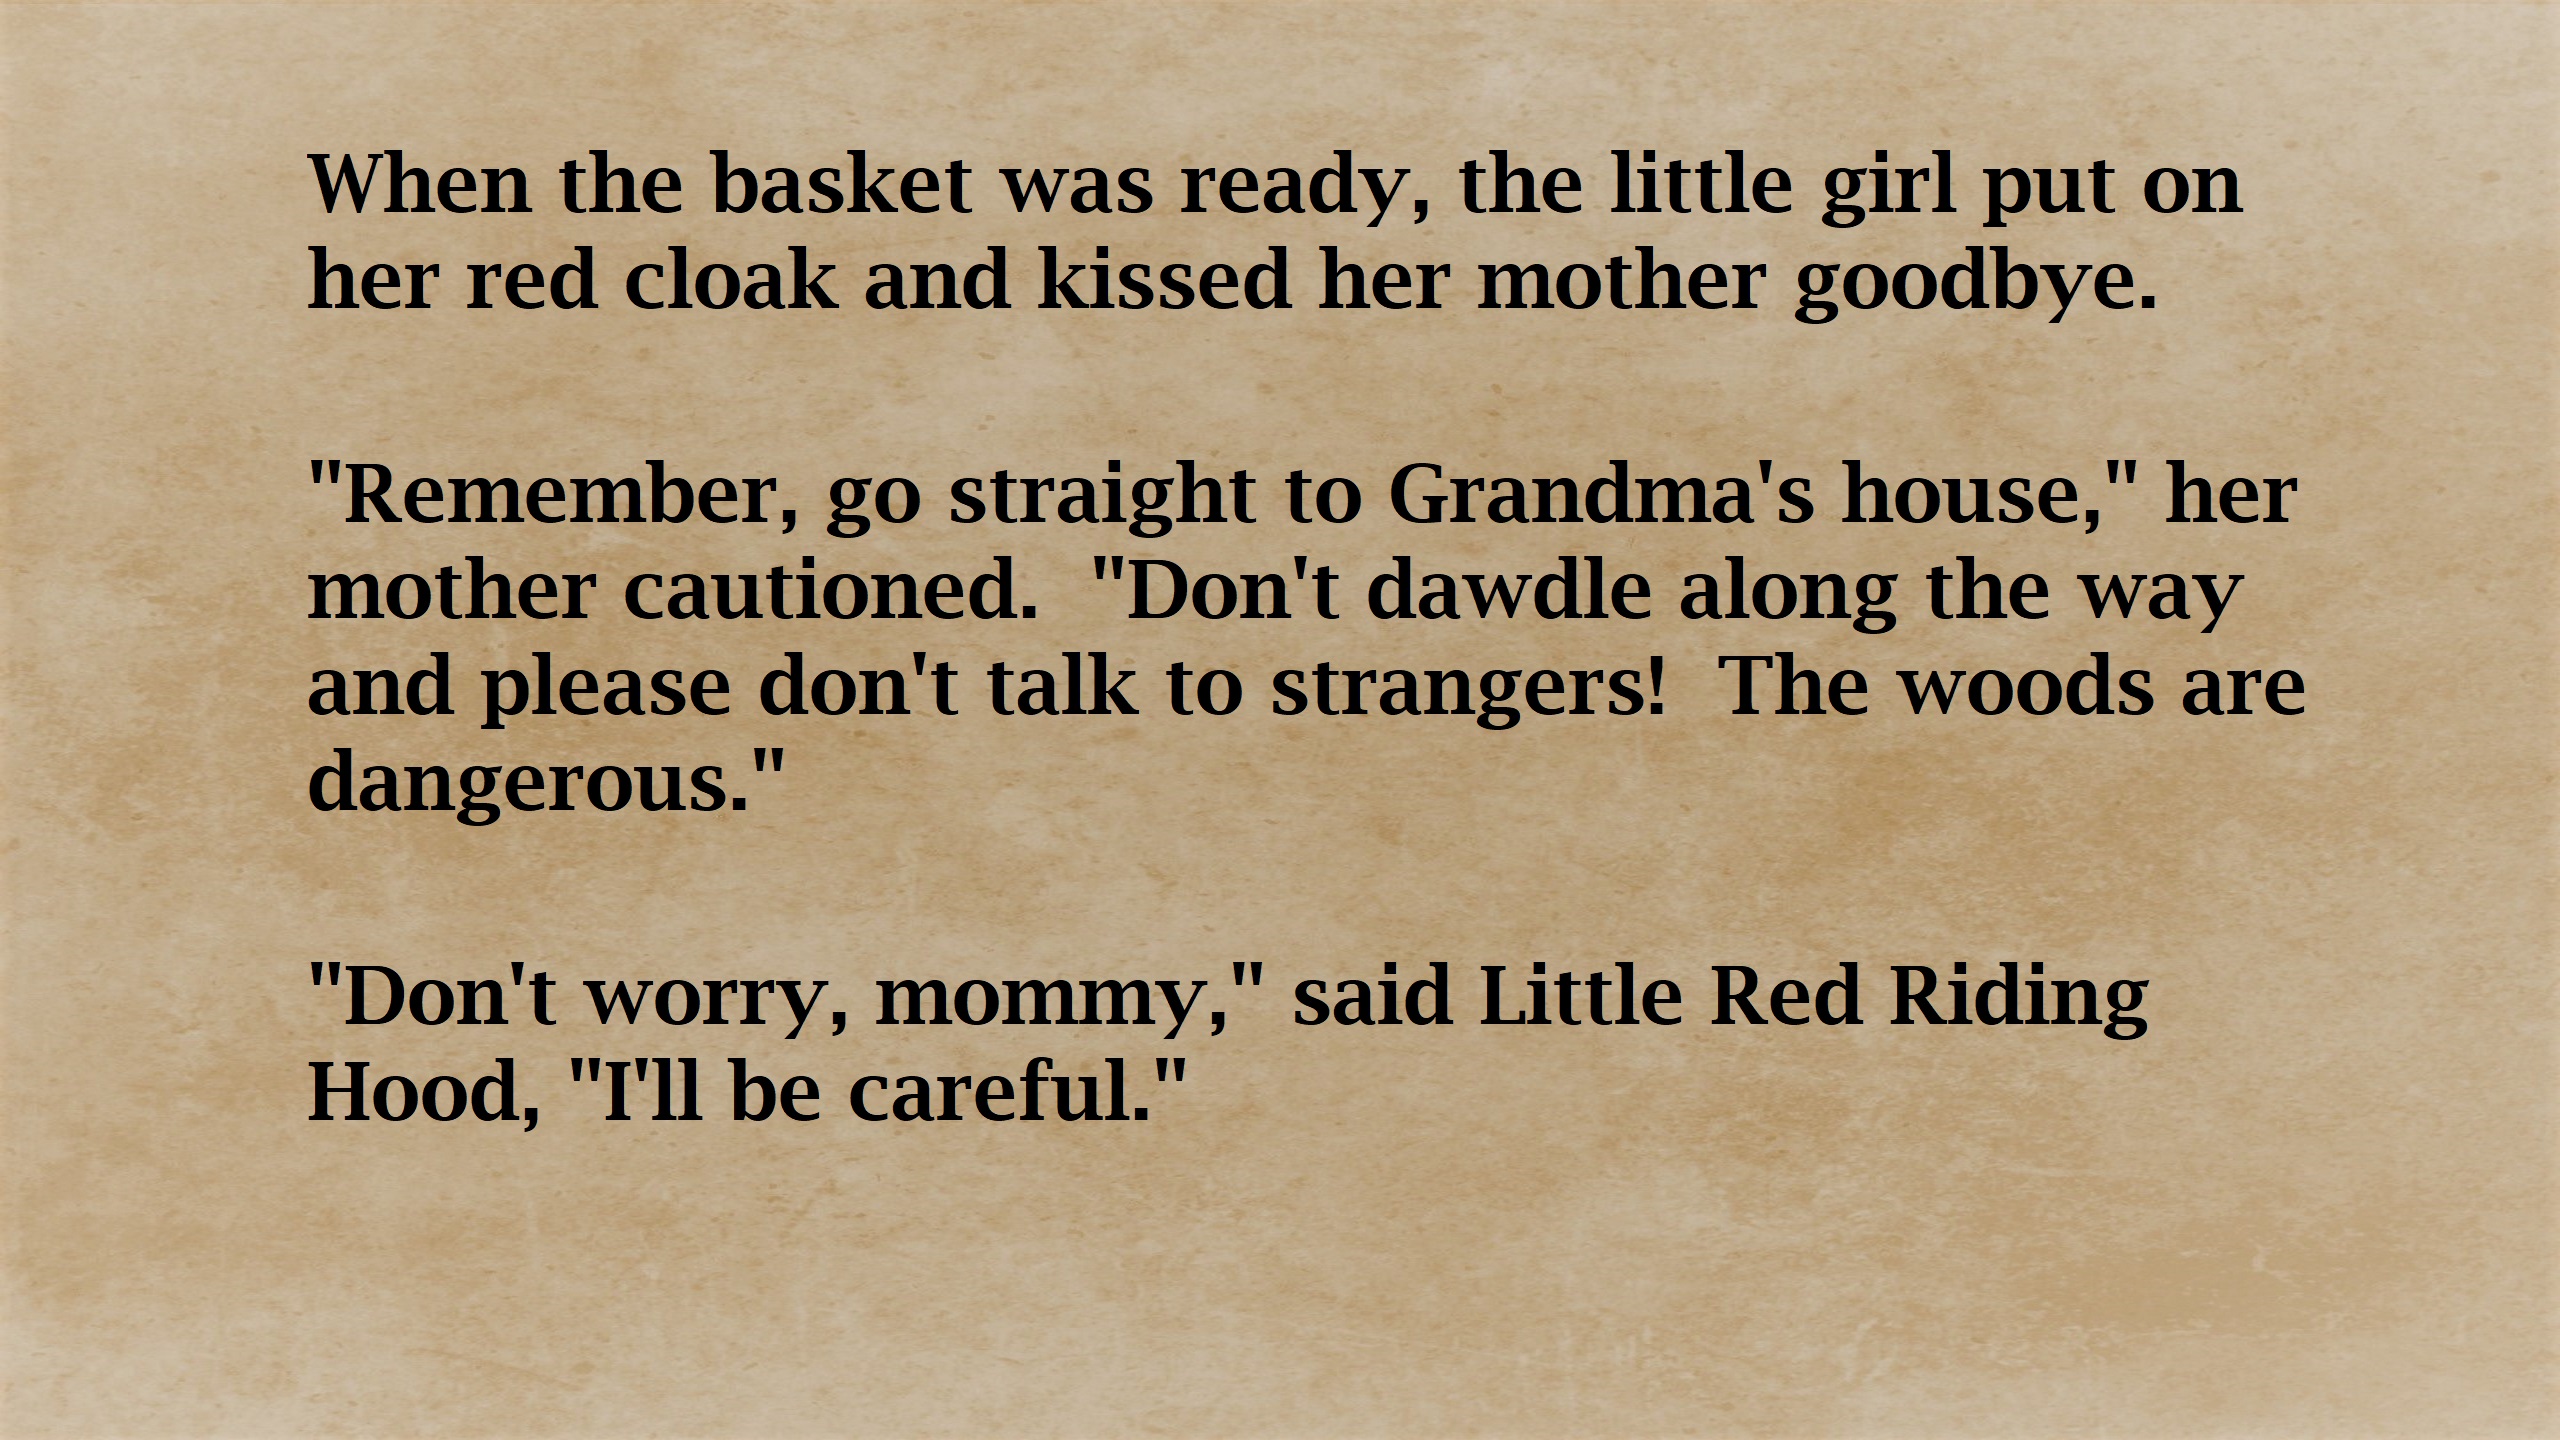 When the basket was ready, the little girl put on
her red cloak and kissed her mother goodbye.
"Remember, go straight to Grandma's house," her
mother cautioned.  "Don't dawdle along the way
and please don't talk to strangers!  The woods are
dangerous."
"Don't worry, mommy," said Little Red Riding
Hood, "I'll be careful."